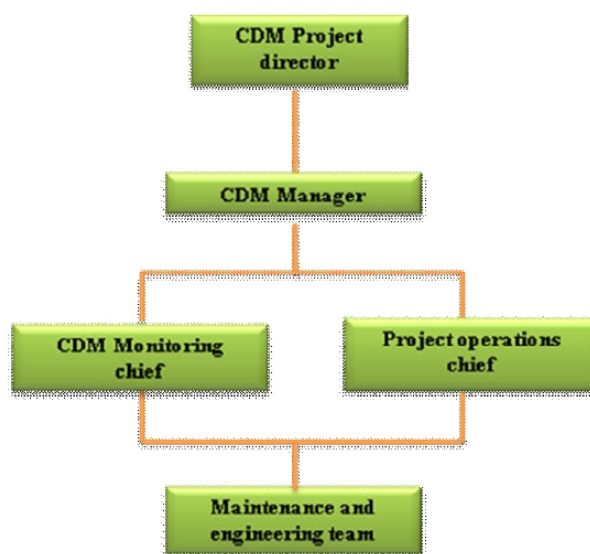 CDM Project
director
CDM Manager
CDM Monitoring
chief
Project operations
chief
Maintenance and
engineering team